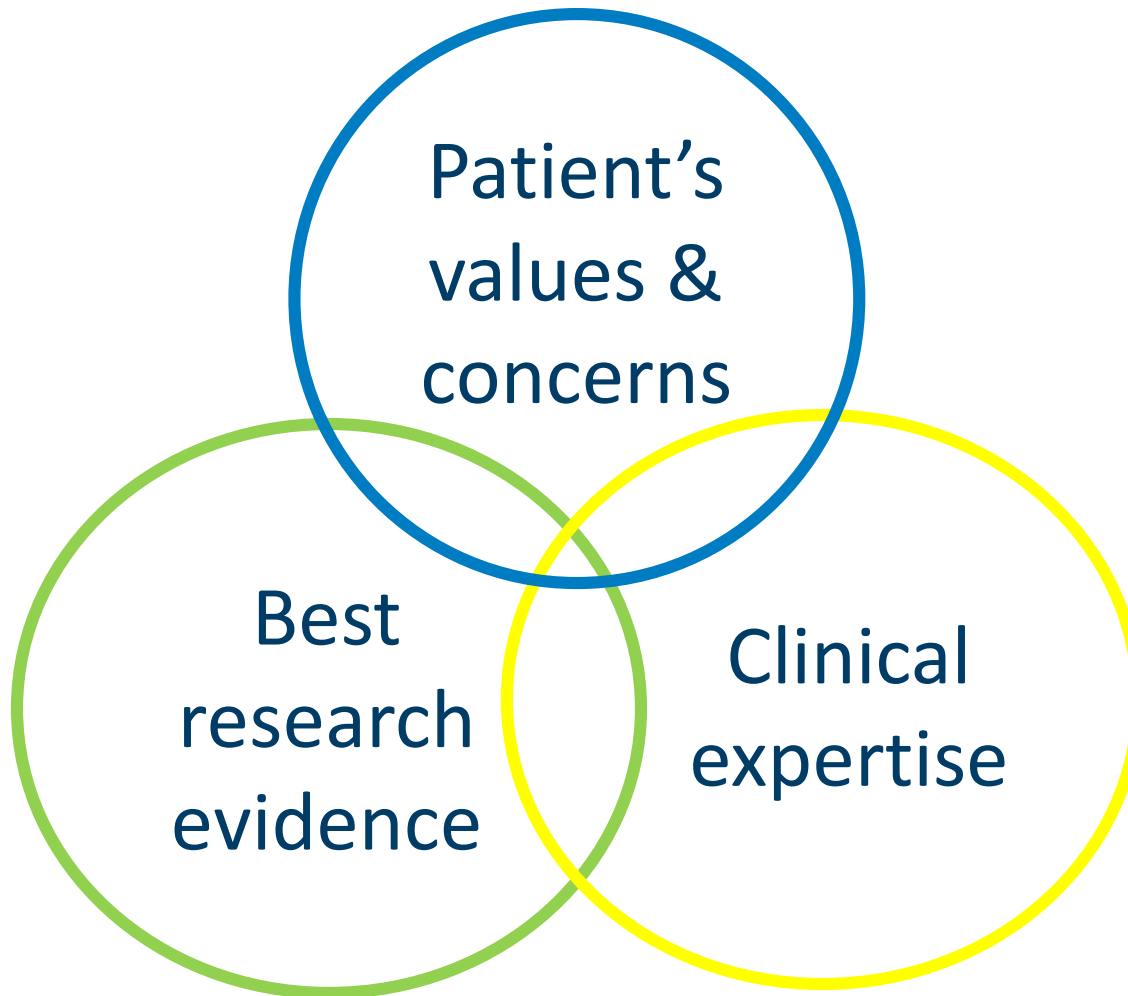 Patient’s
values &
concerns
Best
research
evidence
Clinical
expertise